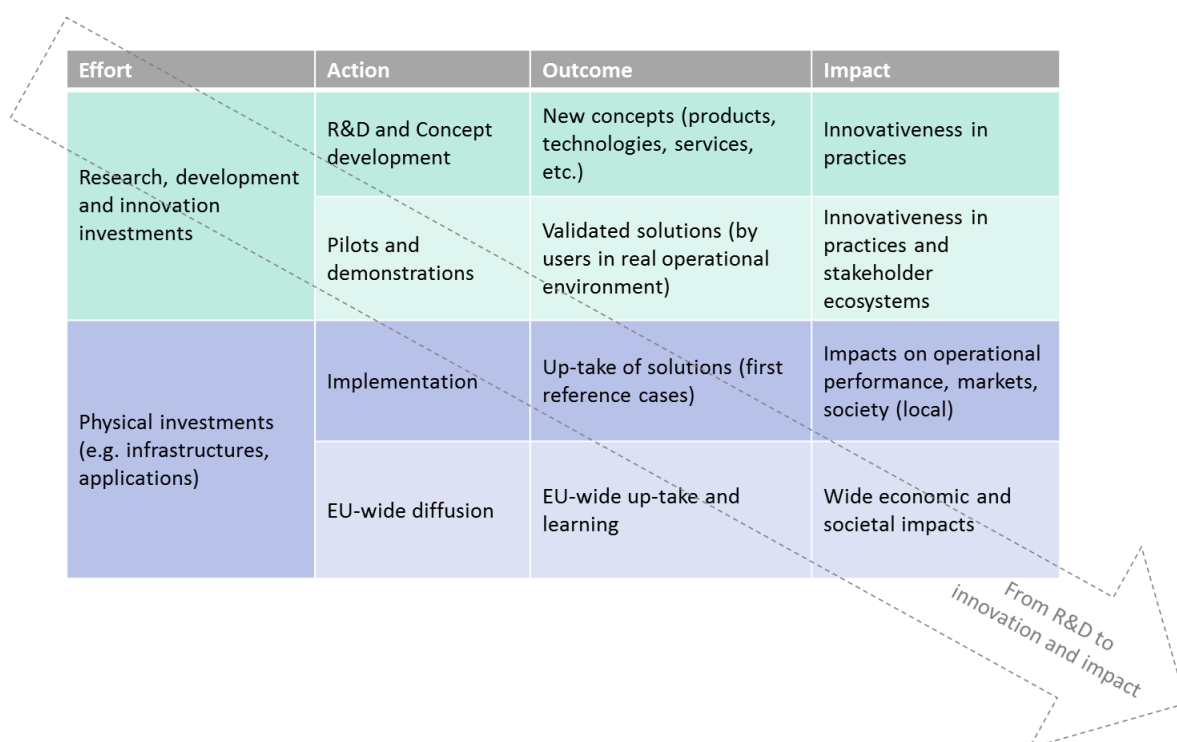 Effort
Action
Outcome
Impact
Research, development
and innovation
investments
R&D and Concept
development
New concepts (products,
technologies, services,
etc.)
Innovativeness in
practices
Pilots and
demonstrations
Validated solutions (by
users in real operational
environment)
Innovativeness in
practices and
stakeholder
ecosystems
Physical investments
(e.g. infrastructures,
applications)
Implementation
Up-take of solutions (first
reference cases)
Impacts on operational
performance, markets,
society (local)
EU-wide diffusion
EU-wide up-take and
learning
Wide economic and
societal impacts
From R&D to
innovation and impact